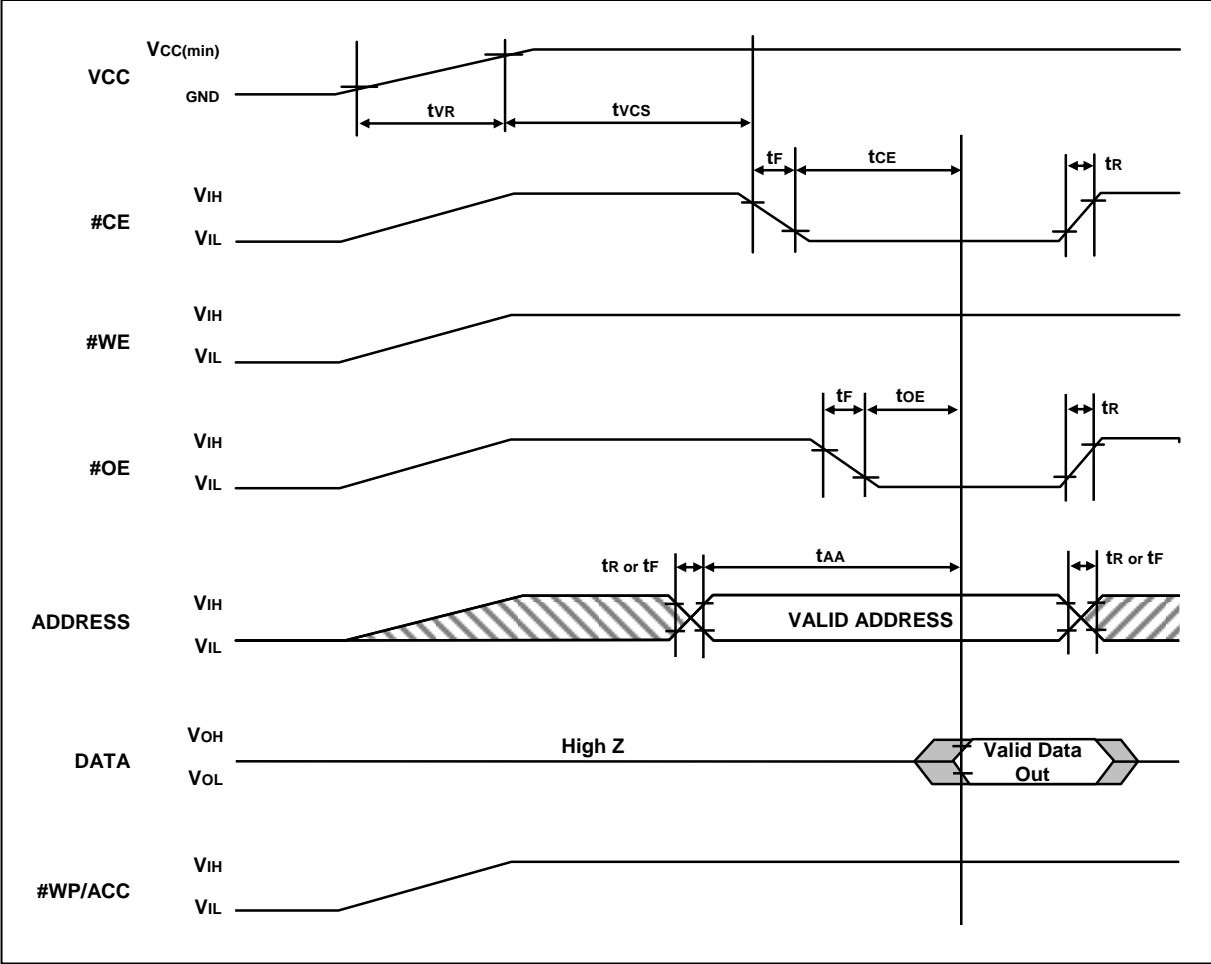 VCC(min)
VCC
GND
tVR
tVCS
tF
tCE
tR
VIH
#CE
VIL
VIH
#WE
VIL
tF
tOE
tR
VIH
#OE
VIL
tR or tF
tAA
tR or tF
VIH
ADDRESS
VALID ADDRESS
VIL
VOH
High Z
DATA
Valid Data
Out
VOL
VIH
#WP/ACC
VIL